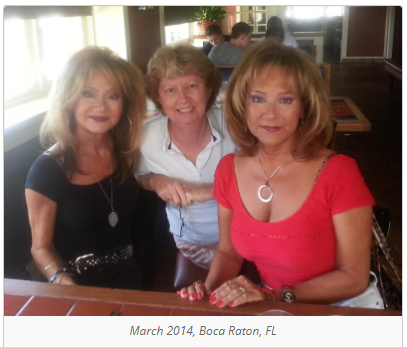 March 2014, Boca Raton, FL